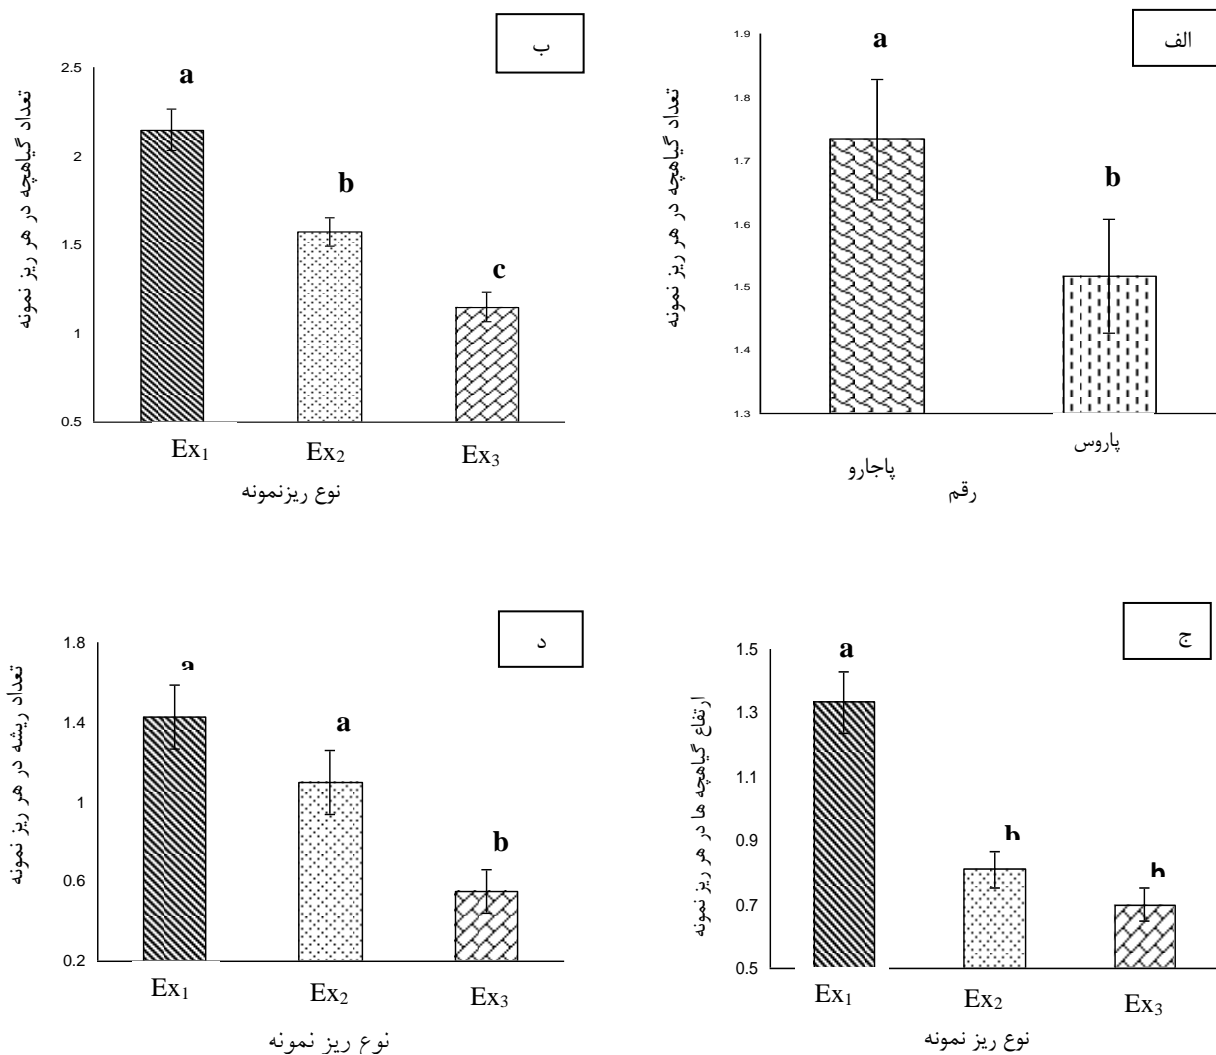 الف
تعداد گیاهچه در هر ریز نمونه
1.9
1.8
1.7
1.6
1.5
1.4
1.3
a
b
پاجارو
پاروس
رقم
ب
تعداد گیاهچه در هر ریز نمونه
2.5
2
1.5
1
0.5
a
b
c
Ex1
Ex2
Ex3
نوع ریزنمونه
ج
ارتفاع گیاهچه ها در هر ریز نمونه
1.5
1.3
1.1
0.9
0.7
0.5
a
b
b
Ex1
Ex2
Ex3
نوع ریز نمونه
د
تعداد ریشه در هر ریز نمونه
1.8
1.4
1
0.6
0.2
a
a
b
Ex1
Ex2
Ex3
نوع ریز نمونه